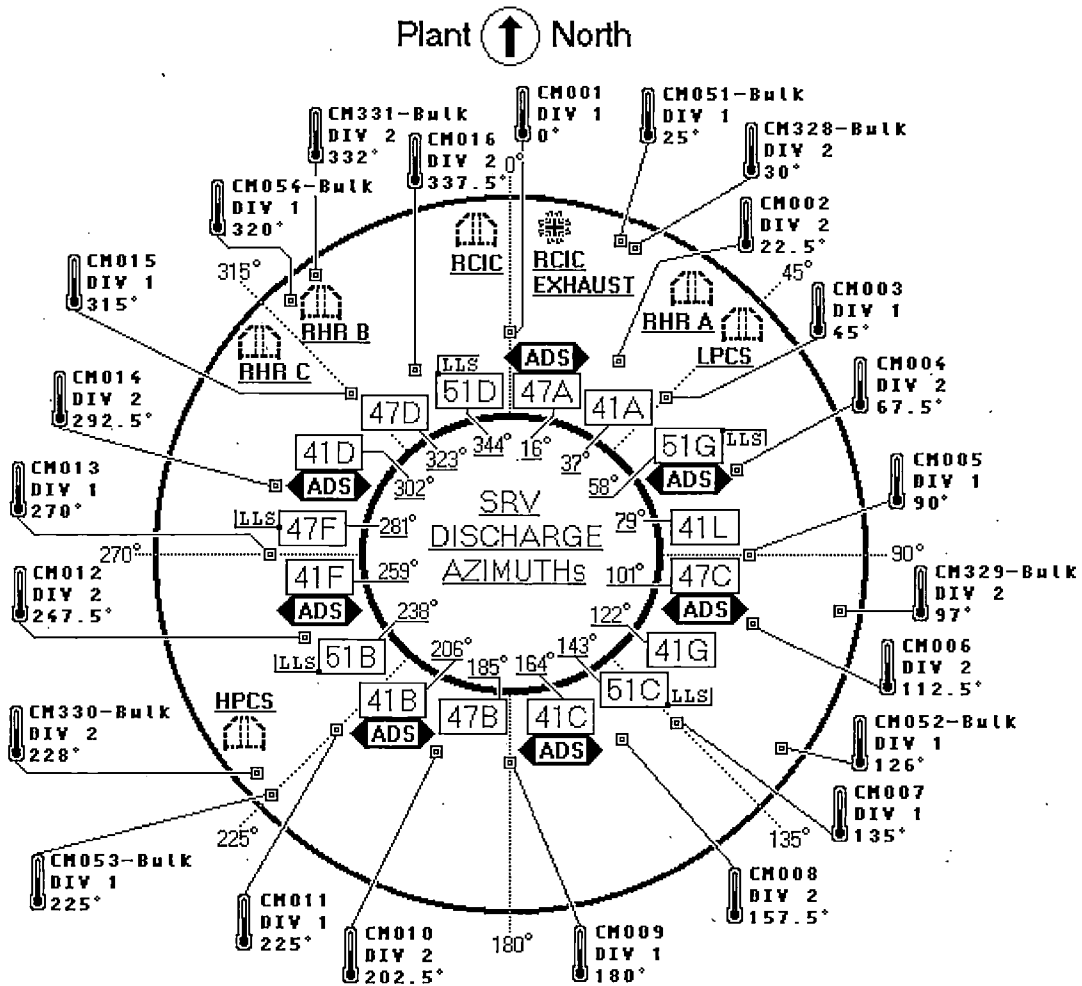 Plant North
CM001
DIV 1
0°
CM051-Bulk
DIV 1
25°
CM331-Bulk
DIV 2
332°
CM016
DIV 2
337.5°
CM328-Bulk
DIV 2
30°
CM054-Bulk
DIV 1
320°
CM002
DIV 2
22.5°
CM015
DIV 1
315°
CM003
DIV 1
45°
CM014
DIV 2
292.5°
CM004
DIV 2
67.5°
CM013
DIV 1
270°
CM005
DIV 1
90°
CM012
DIV 2
247.5°
CM329-Bulk
DIV 2
97°
CM006
DIV 2
112.5°
CM330-Bulk
DIV 2
228°
CM052-Bulk
DIV 1
126°
CM007
DIV 1
135°
CM053-Bulk
DIV 1
225°
CM011
DIV 1
225°
CM010
DIV 2
202.5°
CM009
DIV 1
180°
CM008
DIV 2
157.5°
0°
45°
90°
135°
180°
225°
270°
315°
RCIC
RCIC
EXHAUST
RHR A
LPCS
RHR B
RHR C
HPCS
ADS
47A
16°
41A
37°
51G
LLS
ADS
58°
41L
79°
47C
ADS
101°
41G
122°
51C
LLS
143°
41C
ADS
164°
47B
185°
41B
ADS
206°
51B
LLS
238°
41F
ADS
259°
47F
LLS
281°
41D
ADS
302°
47D
323°
51D
LLS
344°
SRV
DISCHARGE
AZIMUTHs